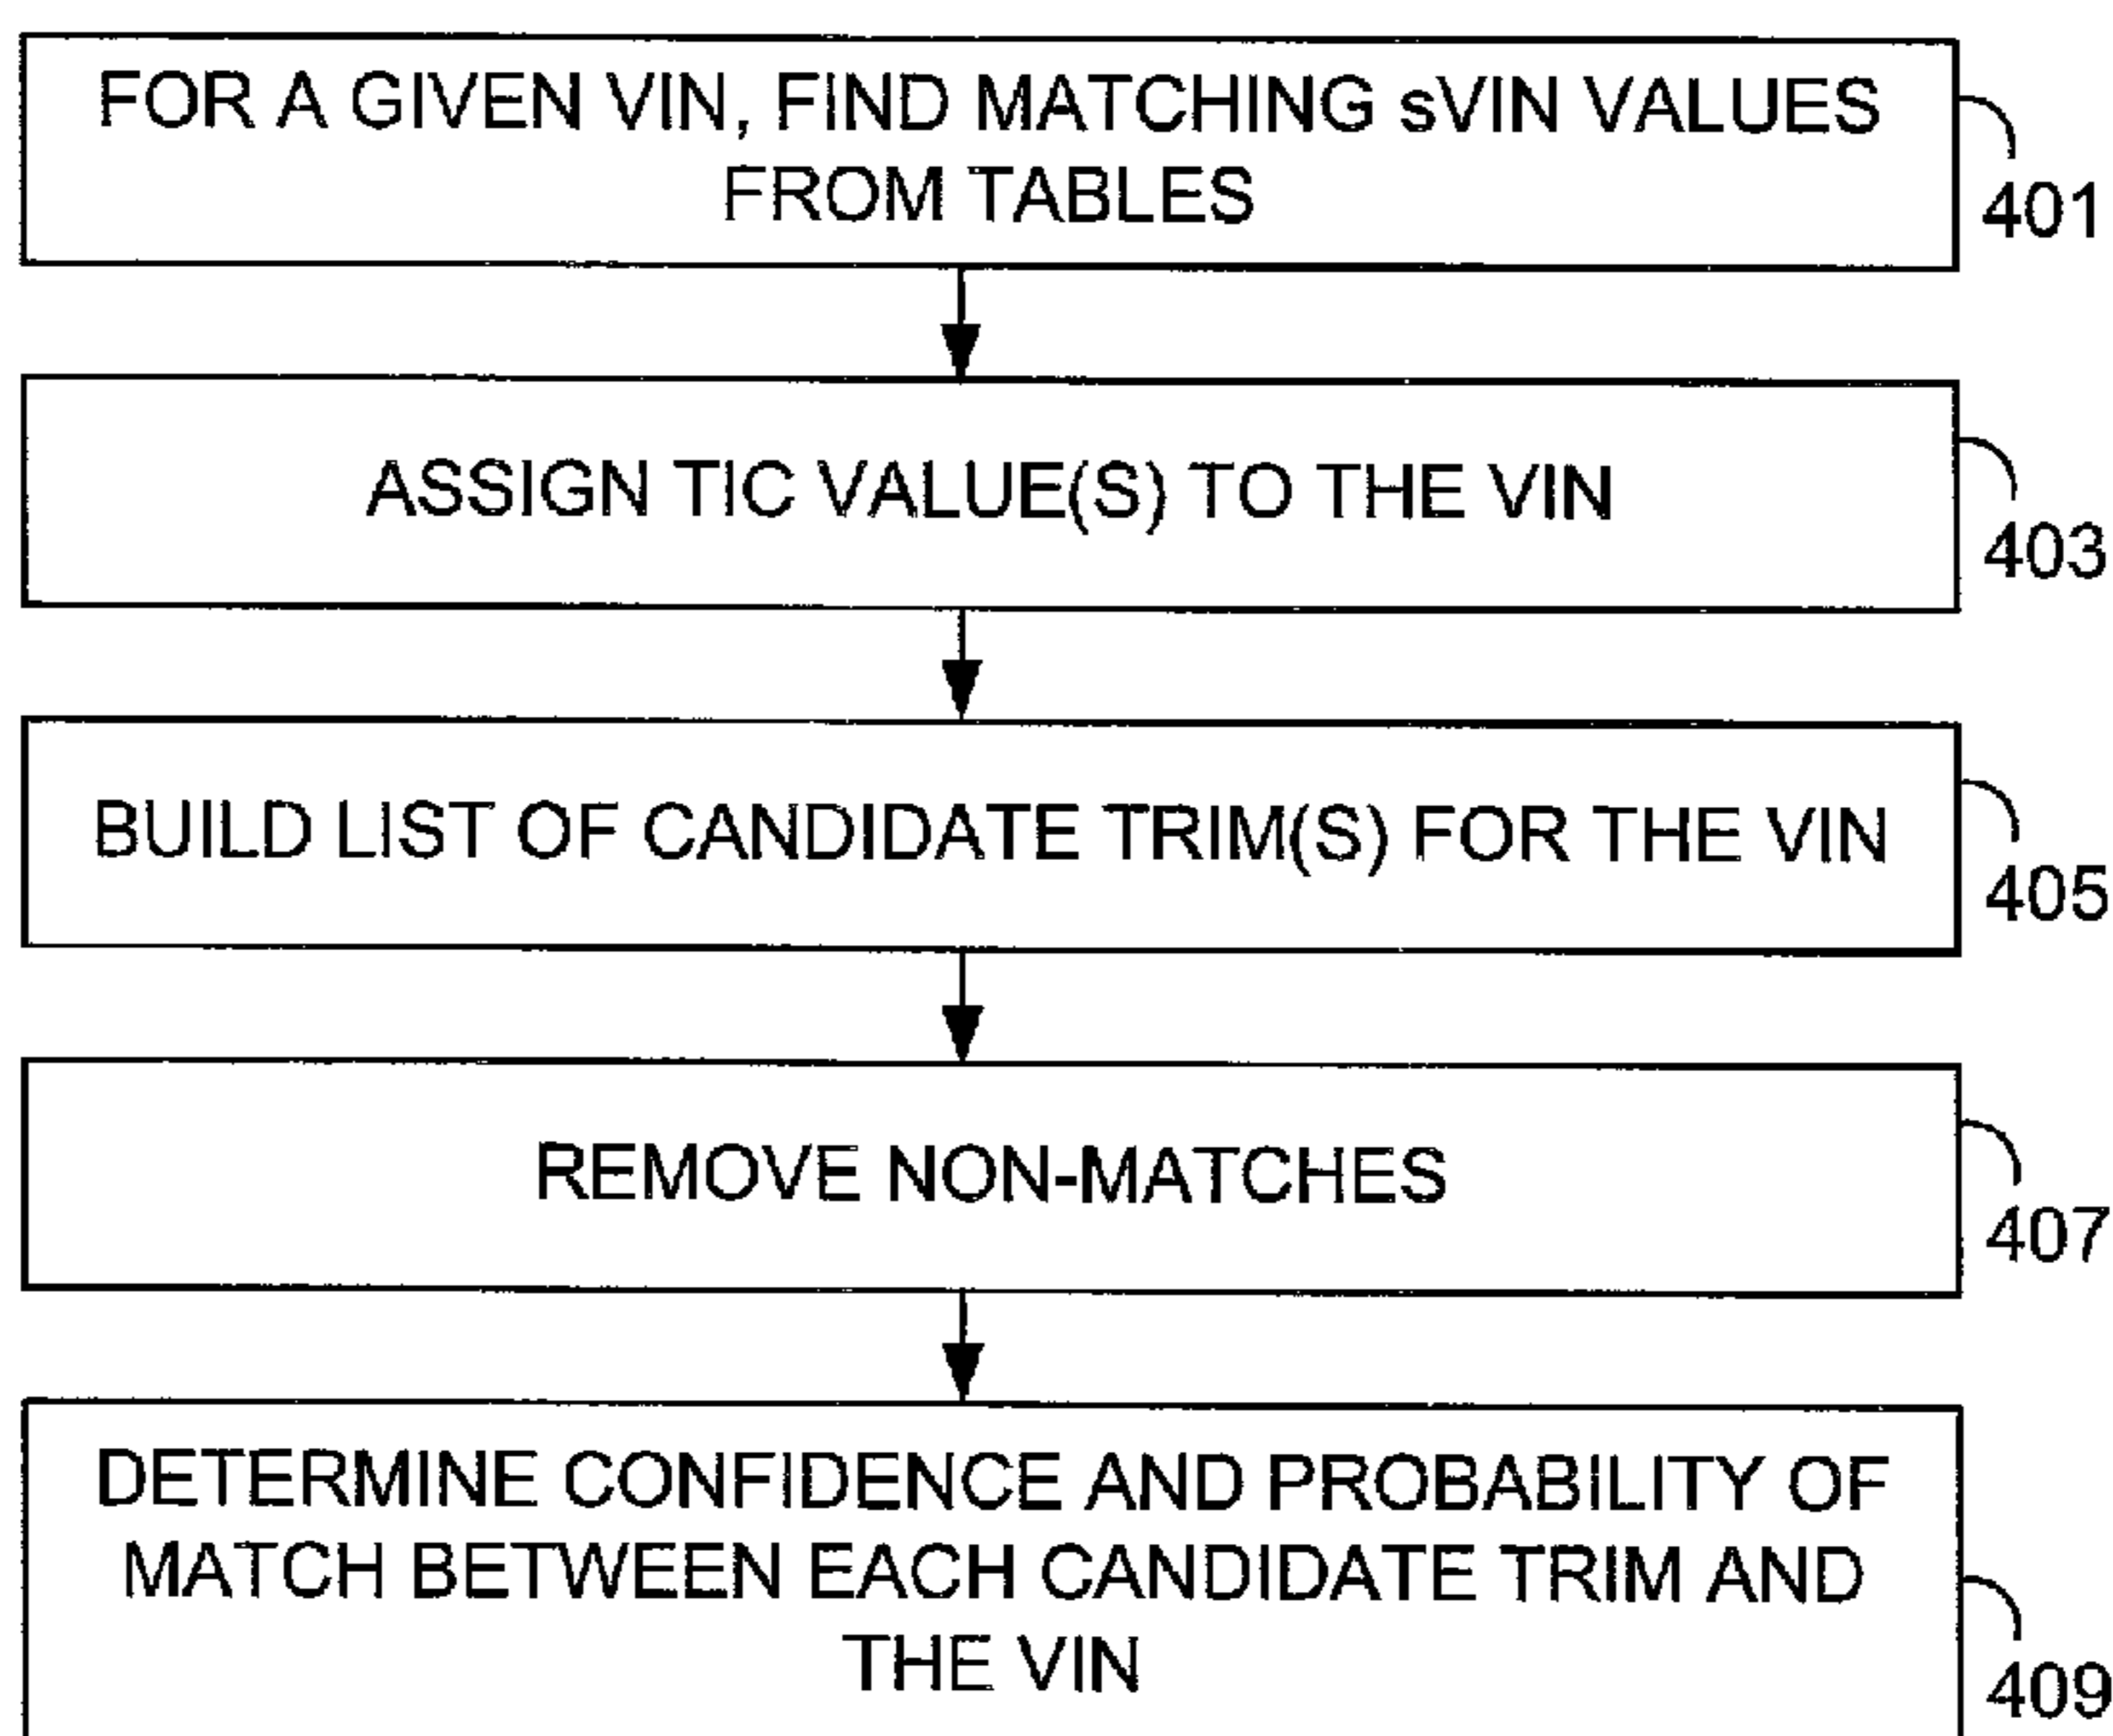 FOR A GIVEN VIN, FIND MATCHING sVIN VALUES
FROM TABLES
401
ASSIGN TIC VALUE(S) TO THE VIN
403
BUILD LIST OF CANDIDATE TRIM(S) FOR THE VIN
405
REMOVE NON-MATCHES
407
DETERMINE CONFIDENCE AND PROBABILITY OF
MATCH BETWEEN EACH CANDIDATE TRIM AND
THE VIN
409